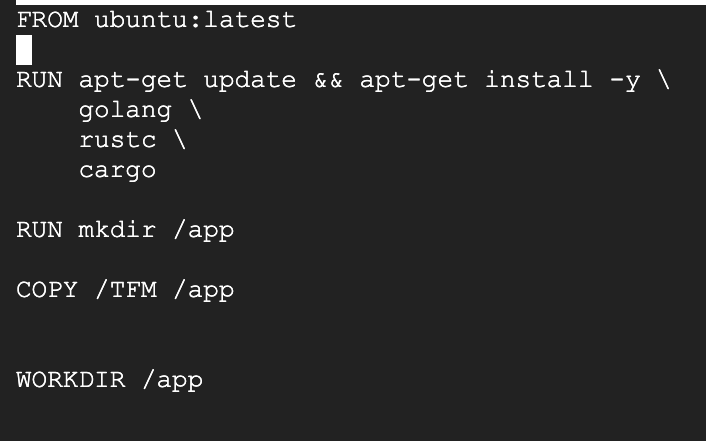 FROM ubuntu:latest
RUN apt-get update && apt-get install -y \
golang \
rustc \
cargo
RUN mkdir /app
COPY /TFM /app
WORKDIR /app